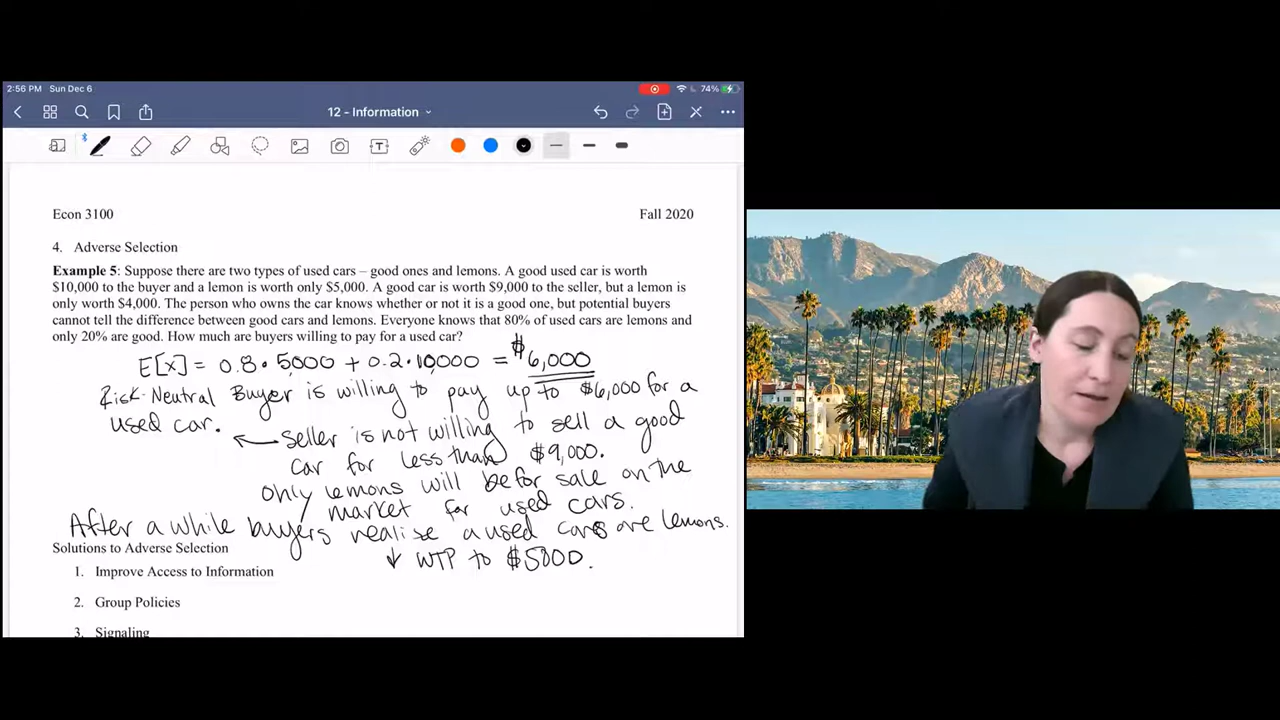 2:56 PM Sun Dec 6
74%
12 - Information
T
Econ 3100
Fall 2020
4. Adverse Selection
Example 5: Suppose there are two types of used cars – good ones and lemons. A good used car is worth
$10,000 to the buyer and a lemon is worth only $5,000. A good car is worth $9,000 to the seller, but a lemon is
only worth $4,000. The person who owns the car knows whether or not it is a good one, but potential buyers
cannot tell the difference between good cars and lemons. Everyone knows that 80% of used cars are lemons and
only 20% are good. How much are buyers willing to pay for a used car?
E[x] = 0.8 · 5,000 + 0.2 · 10,000 = $6,000
Risk-Neutral Buyer is willing to pay up to $6,000 for a
used car. ← seller is not willing to sell a good
car for less than $9,000.
only lemons will be for sale on the
market for used cars.
After a while buyers realize a used cars are lemons.
Solutions to Adverse Selection
↓ WTP to $5000.
1. Improve Access to Information
2. Group Policies
3. Signaling